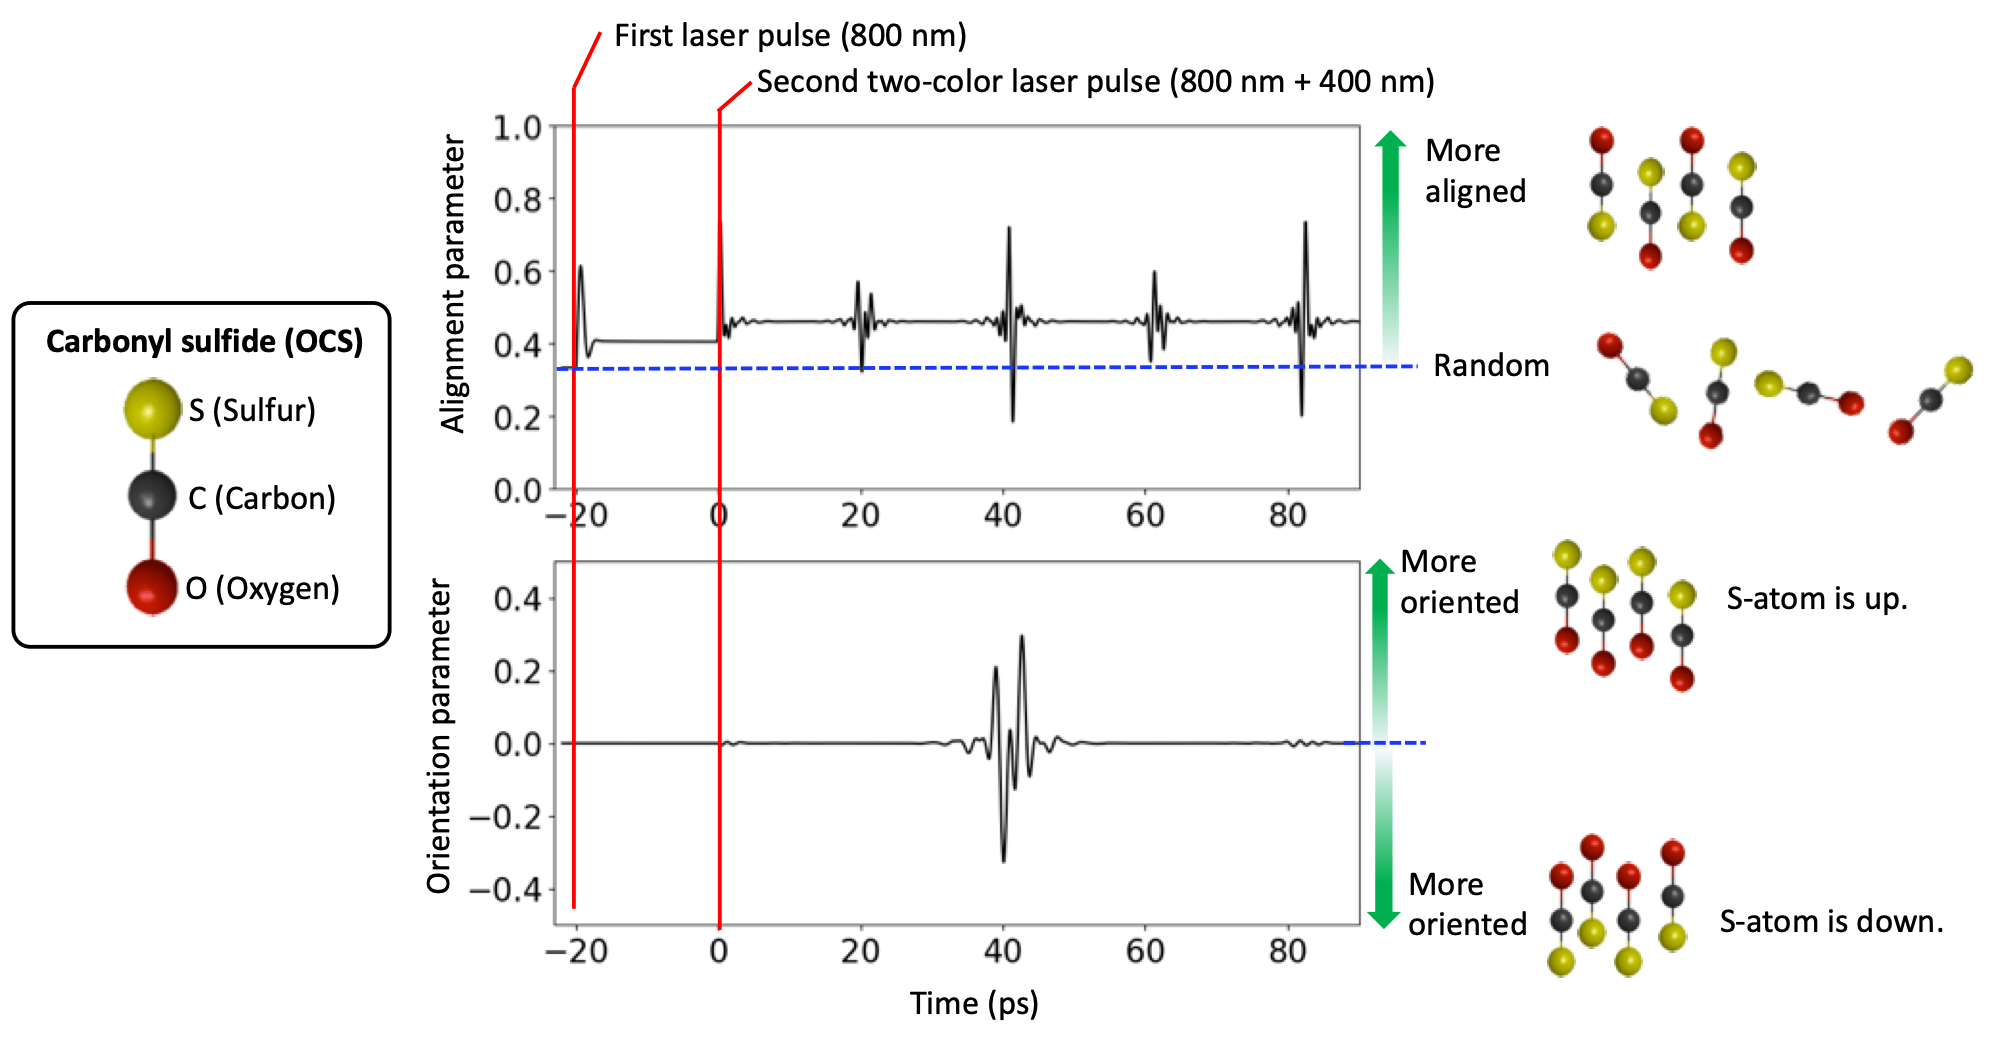 First laser pulse (800 nm)
Second two-color laser pulse (800 nm + 400 nm)
Carbonyl sulfide (OCS)
S (Sulfur)
C (Carbon)
O (Oxygen)
Alignment parameter
1.0
0.8
0.6
0.4
0.2
0.0
−20
0
20
40
60
80
More
aligned
Random
Orientation parameter
0.4
0.2
0.0
−0.2
−0.4
−20
0
20
40
60
80
Time (ps)
More
oriented
S-atom is up.
More
oriented
S-atom is down.